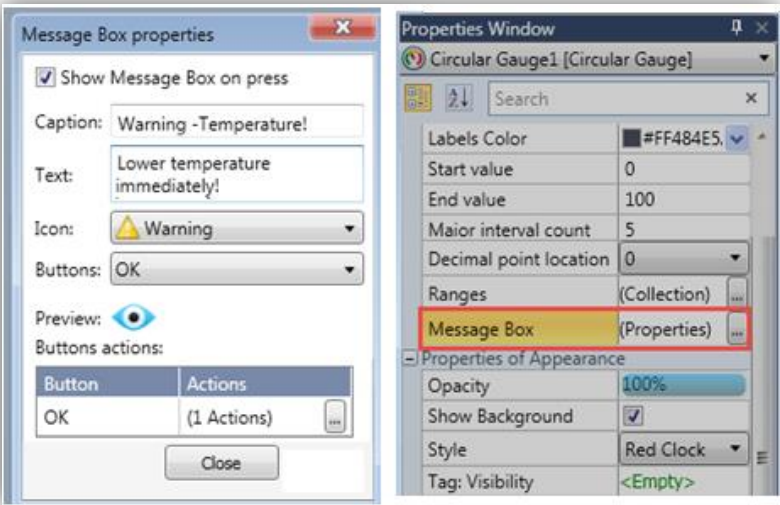 Message Box properties
Show Message Box on press
Caption: Warning -Temperature!
Text: Lower temperature
immediately!
Icon: Warning
Buttons: OK
Preview:
Buttons actions:
Button Actions
OK (1 Actions) ...
Close
Properties Window
Circular Gauge1 [Circular Gauge]
Search
Labels Color #FF484E5.
Start value 0
End value 100
Maior interval count 5
Decimal point location 0
Ranges (Collection) ...
Message Box (Properties) ...
Properties of Appearance
Opacity 100%
Show Background
Style Red Clock
Tag: Visibility <Empty>